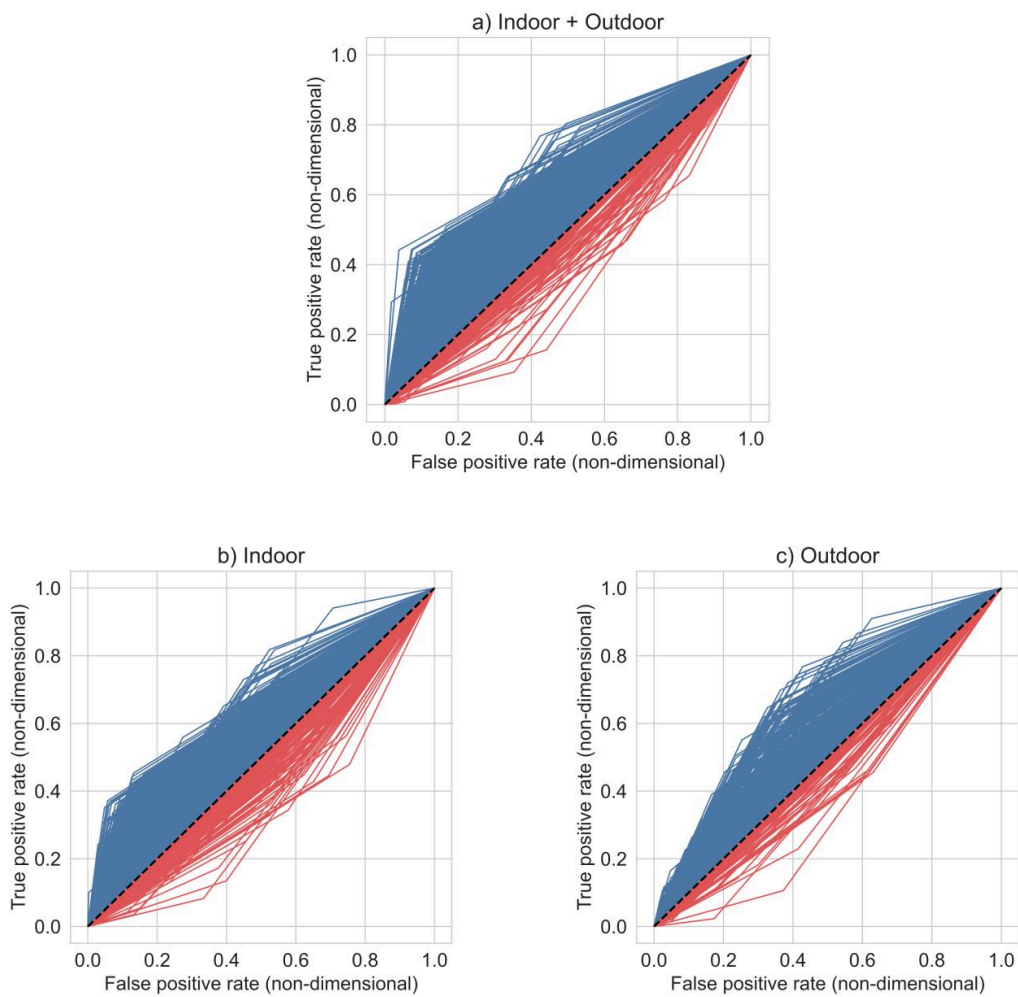 a) Indoor + Outdoor
1.0
0.8
0.6
0.4
0.2
0.0
True positive rate (non-dimensional)
0.0 0.2 0.4 0.6 0.8 1.0
False positive rate (non-dimensional)
b) Indoor
1.0
0.8
0.6
0.4
0.2
0.0
True positive rate (non-dimensional)
0.0 0.2 0.4 0.6 0.8 1.0
False positive rate (non-dimensional)
c) Outdoor
1.0
0.8
0.6
0.4
0.2
0.0
True positive rate (non-dimensional)
0.0 0.2 0.4 0.6 0.8 1.0
False positive rate (non-dimensional)